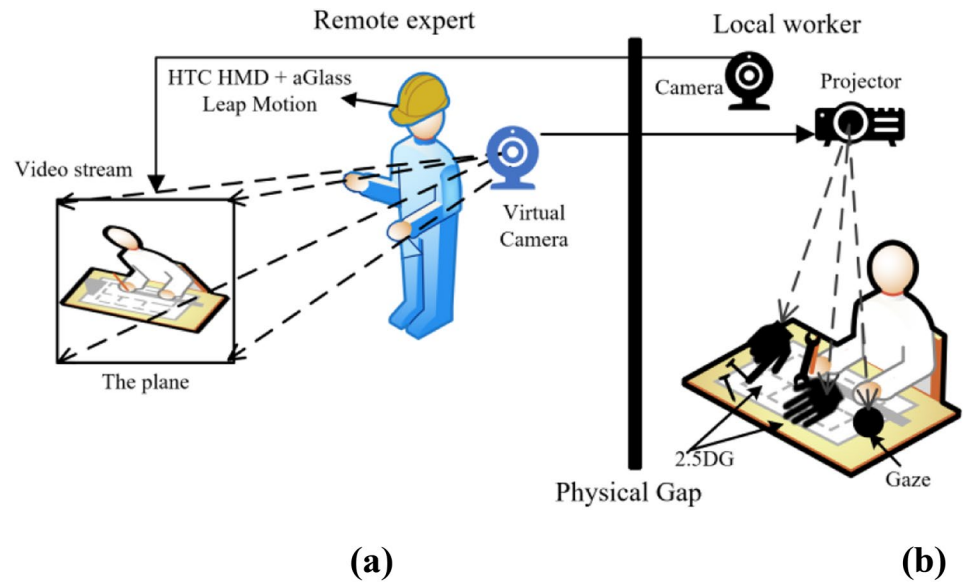 Remote expert
Local worker
HTC HMD + aGlass
Leap Motion
Camera
Projector
Video stream
Virtual
Camera
The plane
2.5DG
Gaze
Physical Gap
(a)
(b)